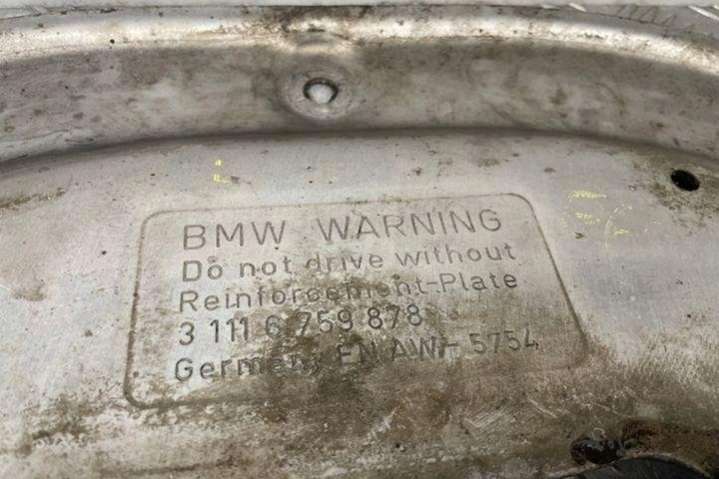 BMW WARNING
Do not drive without
Reinforcement-Plate
3 111 6 759 878
Germany EN AW- 5754